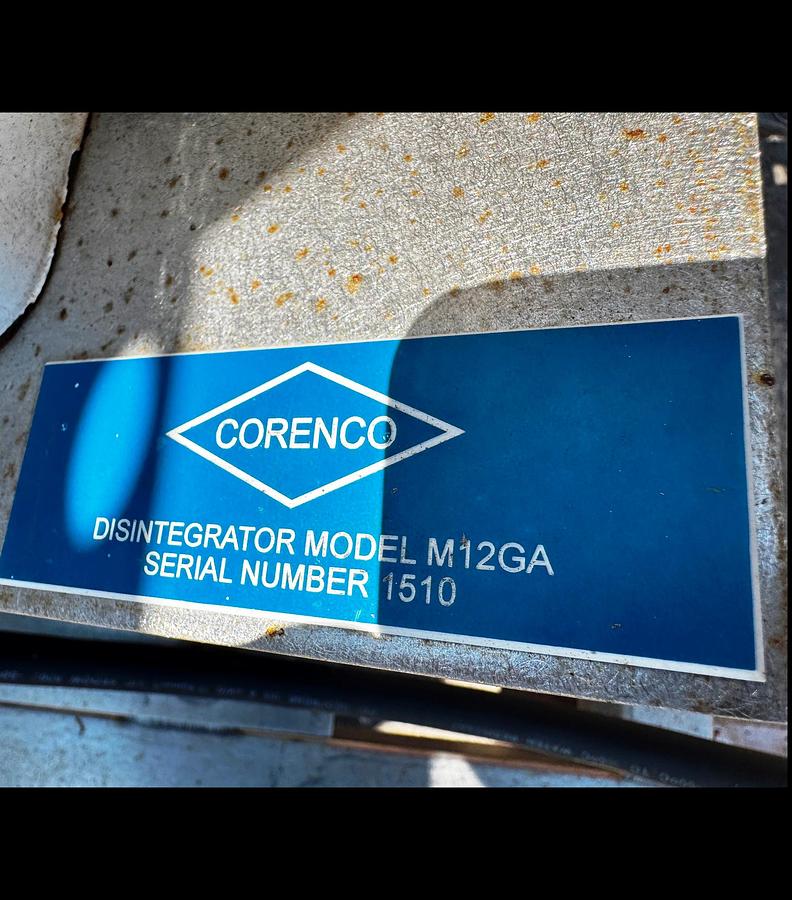 CORENCO
DISINTEGRATOR MODEL M12GA
SERIAL NUMBER 1510